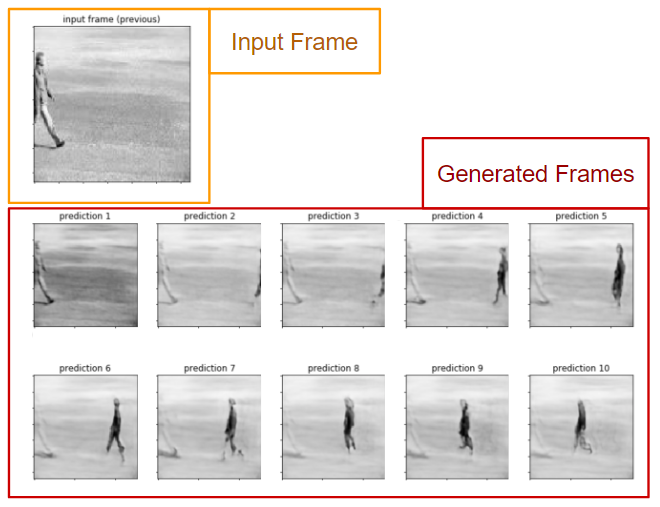 input frame (previous)
Input Frame
Generated Frames
prediction 1
prediction 2
prediction 3
prediction 4
prediction 5
prediction 6
prediction 7
prediction 8
prediction 9
prediction 10